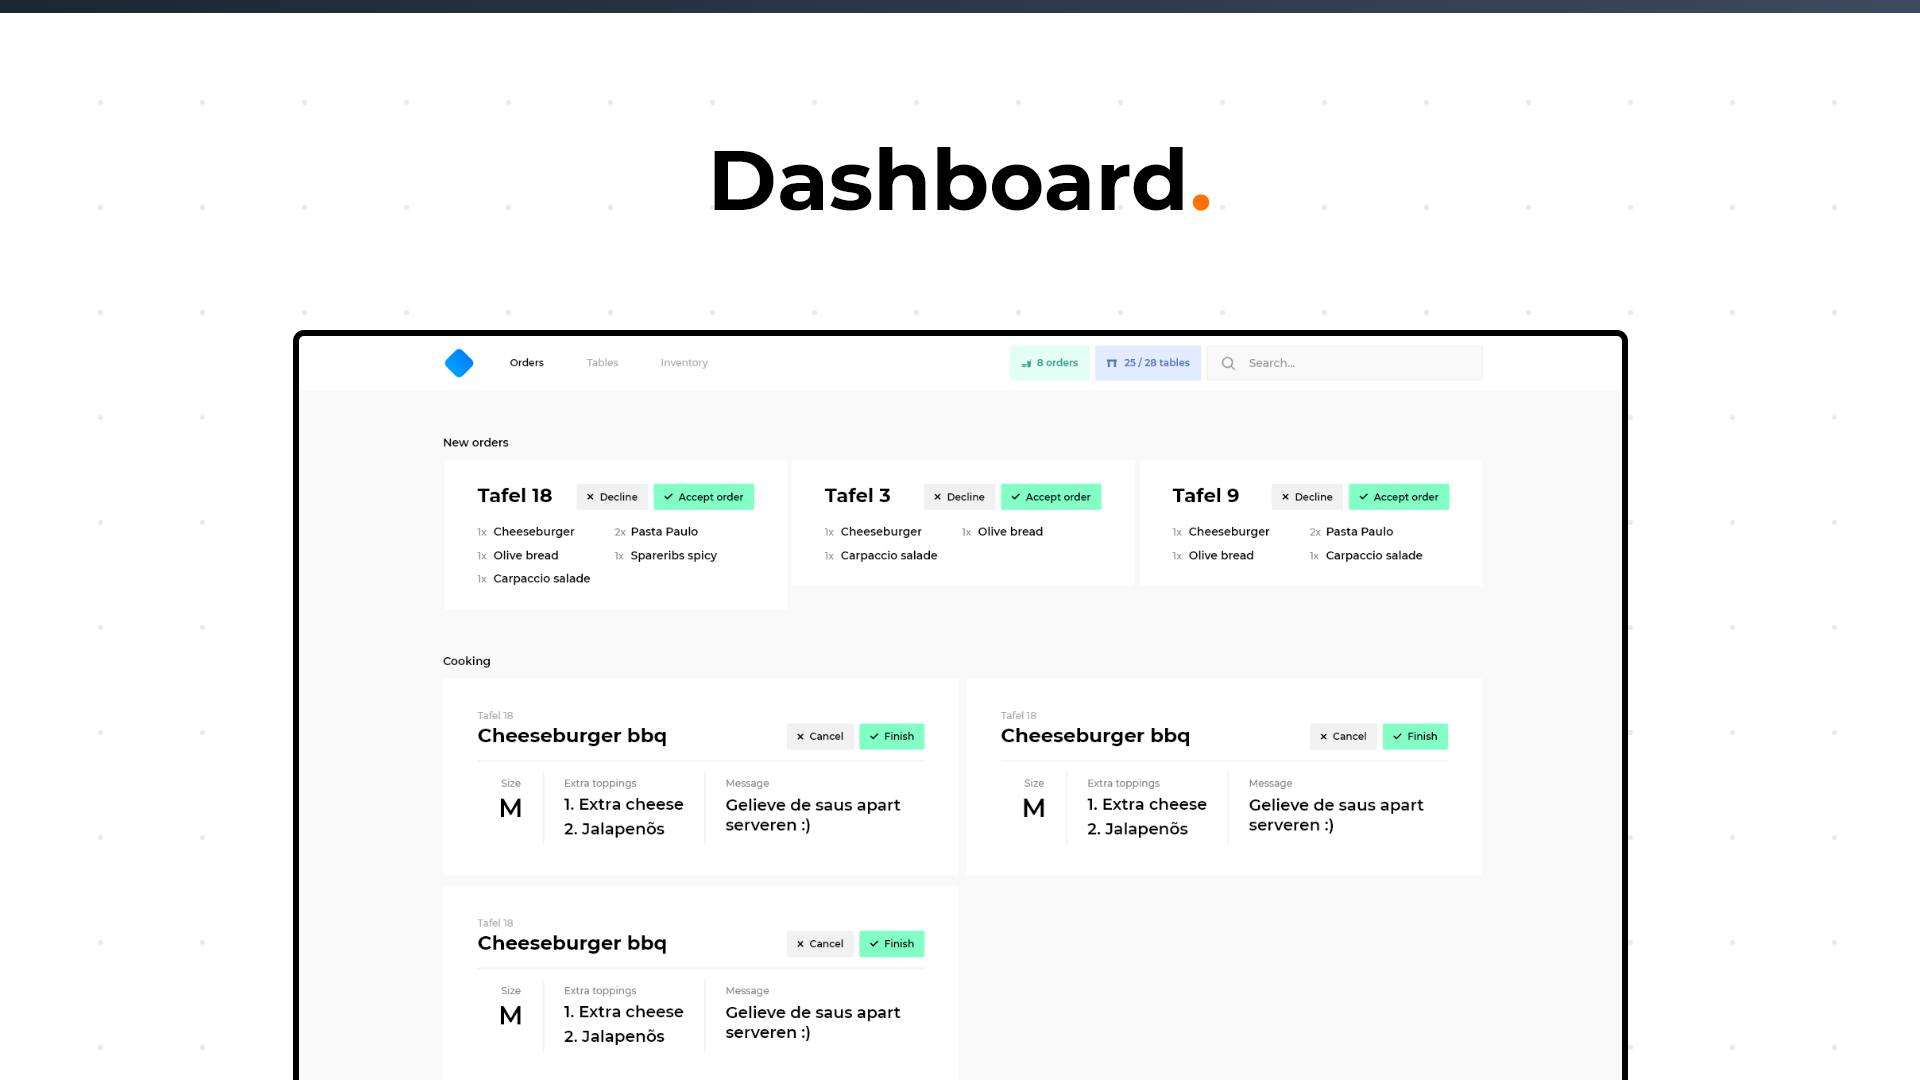 Dashboard.
Orders Tables Inventory 8 orders 25 / 28 tables Search...
New orders
Tafel 18 Decline Accept order
1x Cheeseburger 2x Pasta Paulo
1x Olive bread 1x Spareribs spicy
1x Carpaccio salade
Tafel 3 Decline Accept order
1x Cheeseburger 1x Olive bread
1x Carpaccio salade
Tafel 9 Decline Accept order
1x Cheeseburger 2x Pasta Paulo
1x Olive bread 1x Carpaccio salade
Cooking
Tafel 18
Cheeseburger bbq Cancel Finish
Size Extra toppings Message
M
1. Extra cheese
2. Jalapenõs
Gelieve de saus apart
serveren :)
Tafel 18
Cheeseburger bbq Cancel Finish
Size Extra toppings Message
M
1. Extra cheese
2. Jalapenõs
Gelieve de saus apart
serveren :)
Tafel 18
Cheeseburger bbq Cancel Finish
Size Extra toppings Message
M
1. Extra cheese
2. Jalapenõs
Gelieve de saus apart
serveren :)